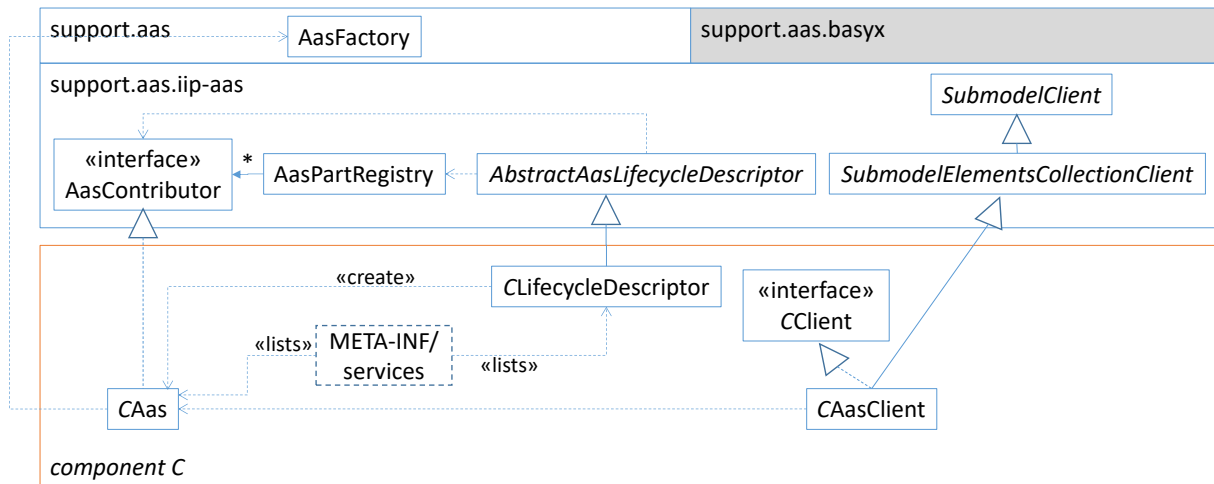 support.aas
AasFactory
support.aas.basyx
support.aas.iip-aas
SubmodelClient
«interface»
AasContributor
*
AasPartRegistry
AbstractAasLifecycleDescriptor
SubmodelElementsCollectionClient
«create»
CLifecycleDescriptor
«interface»
CClient
«lists»
META-INF/
services
«lists»
CAas
CAasClient
component C